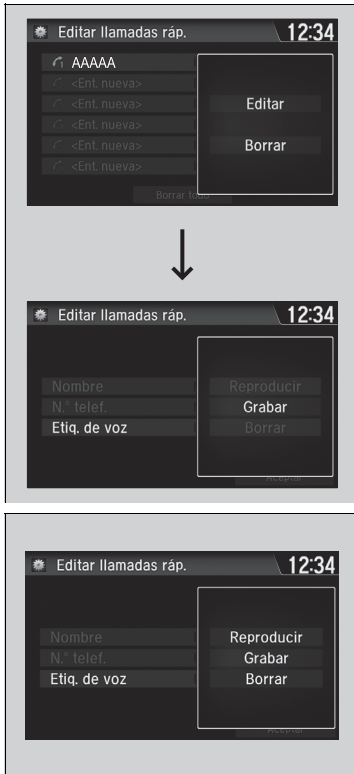 Editar llamadas ráp. 12:34
AAAAA
<Ent. nueva>
<Ent. nueva>
<Ent. nueva>
<Ent. nueva>
<Ent. nueva>
Editar
Borrar
Borrar todo
Editar llamadas ráp. 12:34
Nombre Reproducir
N.° telef. Grabar
Etiq. de voz Borrar
Aceptar
Editar llamadas ráp. 12:34
Nombre Reproducir
N.° telef. Grabar
Etiq. de voz Borrar
Aceptar